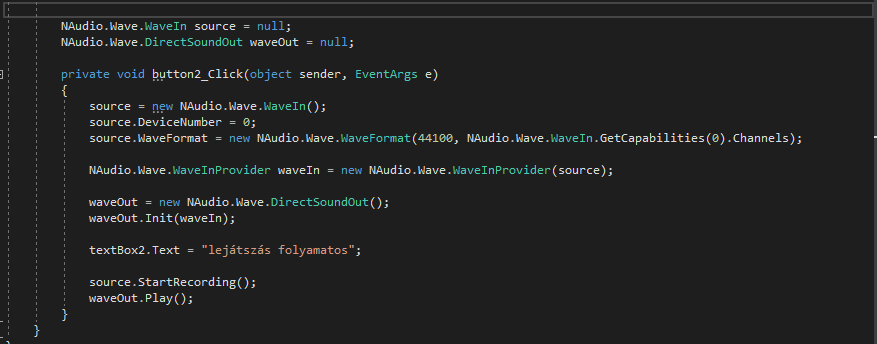 NAudio.Wave.WaveIn source = null;
NAudio.Wave.DirectSoundOut waveOut = null;
private void button2_Click(object sender, EventArgs e)
{
source = new NAudio.Wave.WaveIn();
source.DeviceNumber = 0;
source.WaveFormat = new NAudio.Wave.WaveFormat(44100, NAudio.Wave.WaveIn.GetCapabilities(0).Channels);
NAudio.Wave.WaveInProvider waveIn = new NAudio.Wave.WaveInProvider(source);
waveOut = new NAudio.Wave.DirectSoundOut();
waveOut.Init(waveIn);
textBox2.Text = "lejátszás folyamatos";
source.StartRecording();
waveOut.Play();
}
}